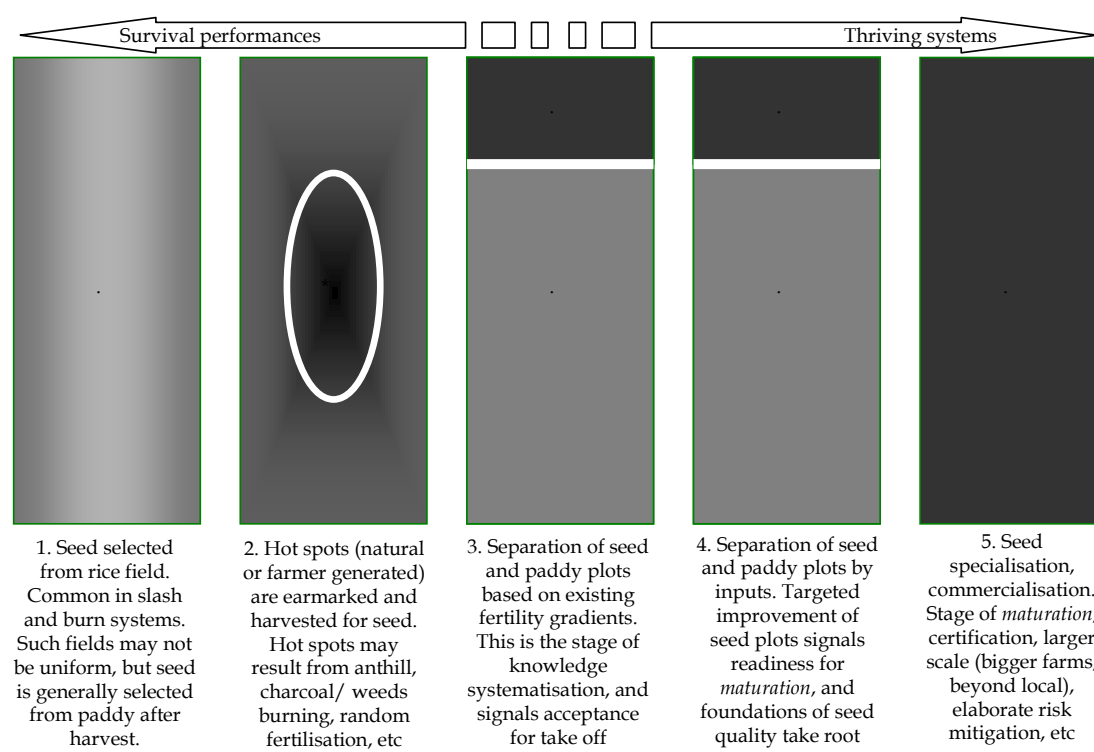 Survival performances
Thriving systems
1. Seed selected
from rice field.
Common in slash
and burn systems.
Such fields may not
be uniform, but seed
is generally selected
from paddy after
harvest.
2. Hot spots (natural
or farmer generated)
are earmarked and
harvested for seed.
Hot spots may
result from anthill,
charcoal/ weeds
burning, random
fertilisation, etc
3. Separation of seed
and paddy plots
based on existing
fertility gradients.
This is the stage of
knowledge
systematisation, and
signals acceptance
for take off
4. Separation of seed
and paddy plots by
inputs. Targeted
improvement of
seed plots signals
readiness for
maturation, and
foundations of seed
quality take root
5. Seed
specialisation,
commercialisation.
Stage of maturation,
certification, larger
scale (bigger farms,
beyond local),
elaborate risk
mitigation, etc